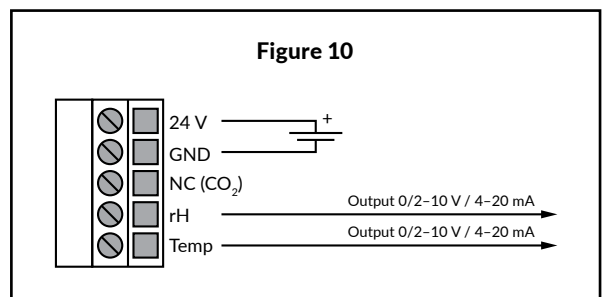 Figure 10
24 V
+
GND
NC (CO₂)
rH
Output 0/2–10 V / 4–20 mA
Temp
Output 0/2–10 V / 4–20 mA